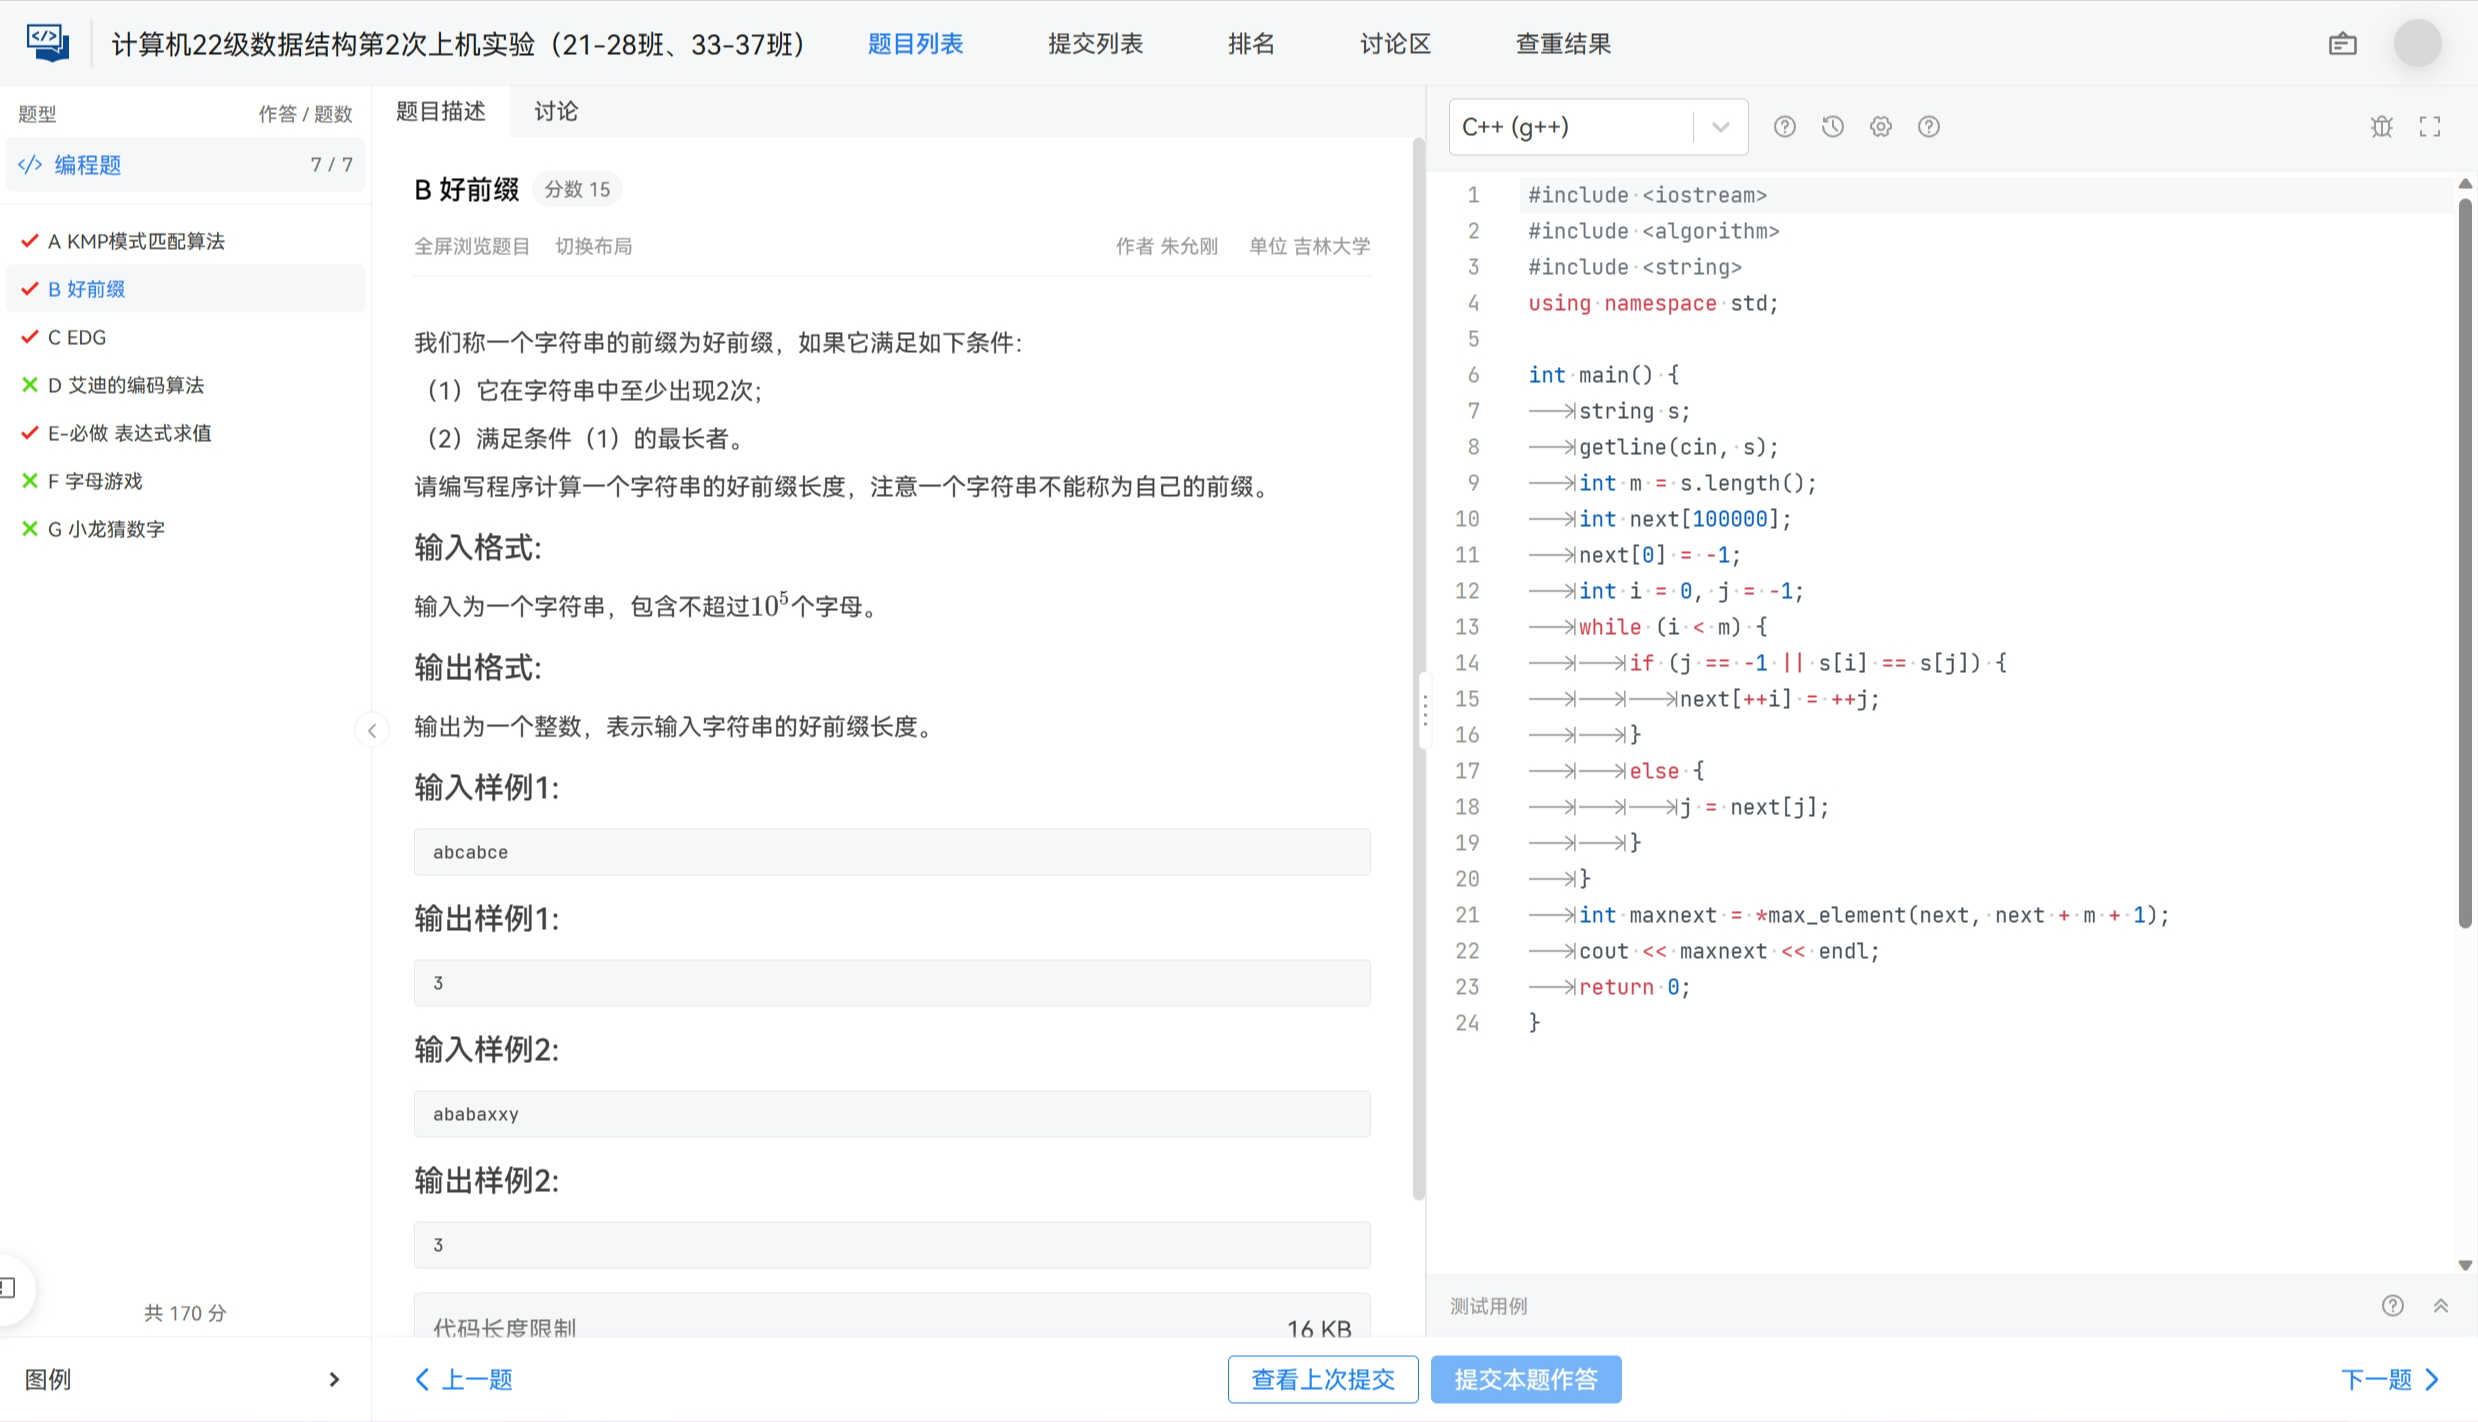 计算机22级数据结构第2次上机实验（21-28班、33-37班） 题目列表 提交列表 排名 讨论区 查重结果
题型 作答 / 题数
编程题 7 / 7
A KMP模式匹配算法
B 好前缀
C EDG
D 艾迪的编码算法
E-必做 表达式求值
F 字母游戏
G 小龙猜数字
共 170 分
图例
题目描述 讨论
B 好前缀 分数 15
全屏浏览题目 切换布局 作者 朱允刚 单位 吉林大学
我们称一个字符串的前缀为好前缀，如果它满足如下条件：
（1）它在字符串中至少出现2次；
（2）满足条件（1）的最长者。
请编写程序计算一个字符串的好前缀长度，注意一个字符串不能称为自己的前缀。
输入格式:
输入为一个字符串，包含不超过10⁵个字母。
输出格式:
输出为一个整数，表示输入字符串的好前缀长度。
输入样例1:
abcabce
输出样例1:
3
输入样例2:
ababaxxy
输出样例2:
3
代码长度限制 16 KB
上一题 查看上次提交 提交本题作答 下一题
C++ (g++)
1 #include <iostream>
2 #include <algorithm>
3 #include <string>
4 using namespace std;
5
6 int main() {
7 string s;
8 getline(cin, s);
9 int m = s.length();
10 int next[100000];
11 next[0] = -1;
12 int i = 0, j = -1;
13 while (i < m) {
14 if (j == -1 || s[i] == s[j]) {
15 next[++i] = ++j;
16 }
17 else {
18 j = next[j];
19 }
20 }
21 int maxnext = *max_element(next, next + m + 1);
22 cout << maxnext << endl;
23 return 0;
24 }
测试用例